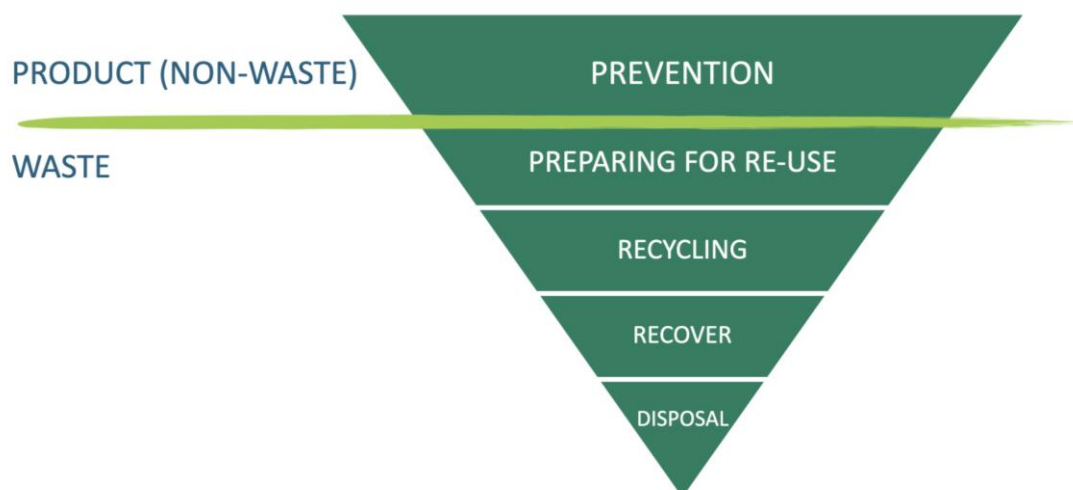 PRODUCT (NON-WASTE)
PREVENTION
WASTE
PREPARING FOR RE-USE
RECYCLING
RECOVER
DISPOSAL